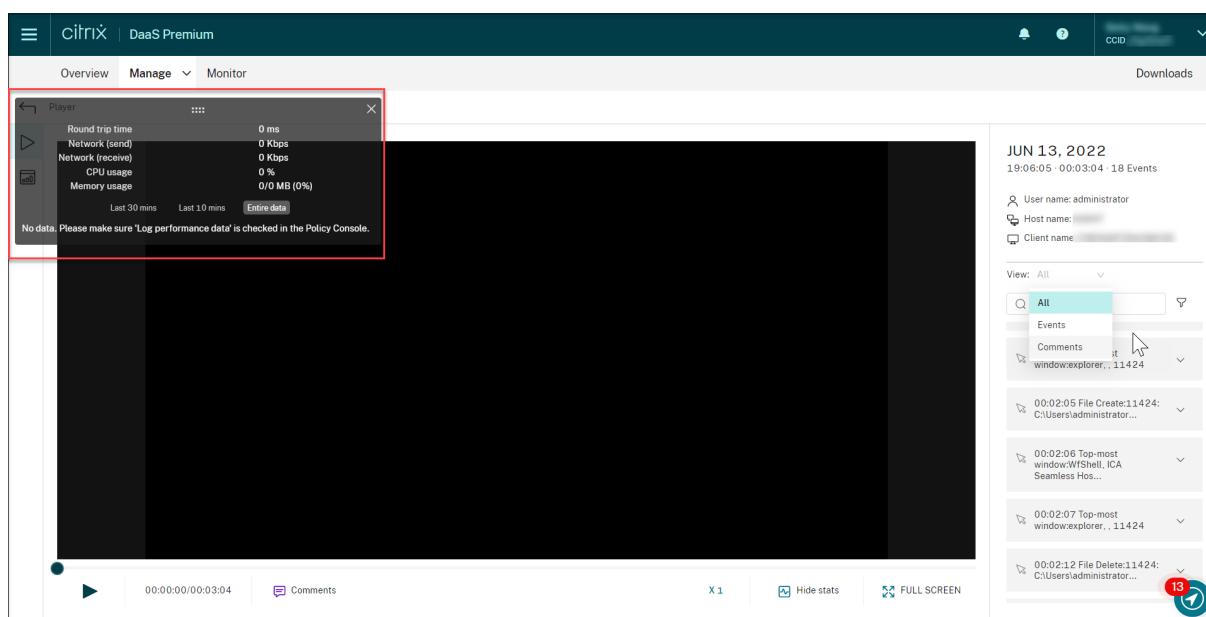 citrix DaaS Premium
CCID
Overview Manage Monitor Downloads
Player
Round trip time 0 ms
Network (send) 0 Kbps
Network (receive) 0 Kbps
CPU usage 0 %
Memory usage 0/0 MB (0%)
Last 30 mins Last 10 mins Entire data
No data. Please make sure 'Log performance data' is checked in the Policy Console.
JUN 13, 2022
19:06:05 · 00:03:04 · 18 Events
User name: administrator
Host name:
Client name
View: All
All
Events
Comments
window:explorer, , 11424
00:02:05 File Create:11424:
C:\Users\administrator...
00:02:06 Top-most
window:WfShell, ICA
Seamless Hos...
00:02:07 Top-most
window:explorer, , 11424
00:02:12 File Delete:11424:
C:\Users\administrator...
13
00:00:00/00:03:04 Comments X 1 Hide stats FULL SCREEN